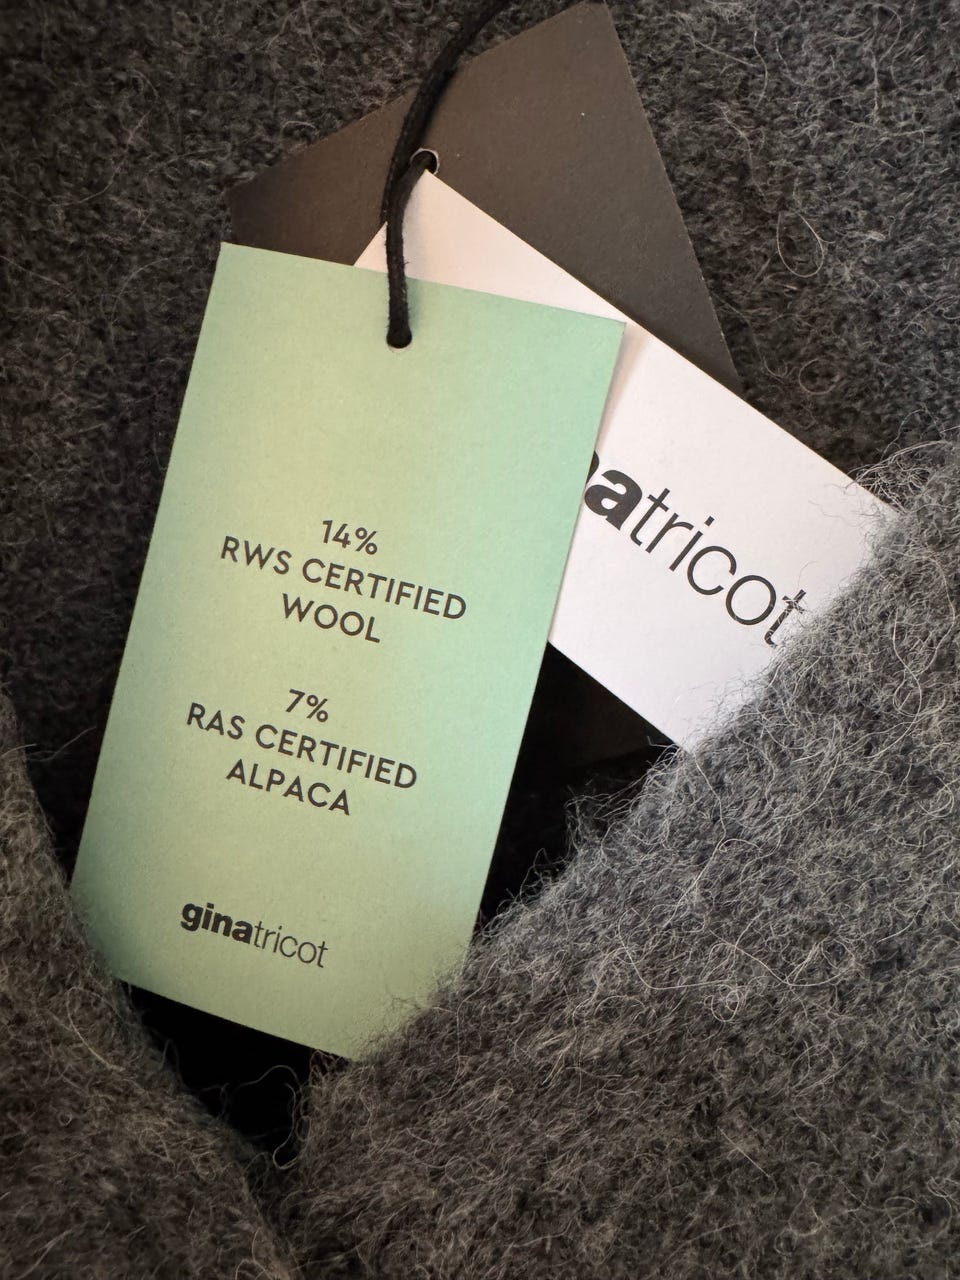 14%
RWS CERTIFIED
WOOL
7%
RAS CERTIFIED
ALPACA
ginatricot
atricot